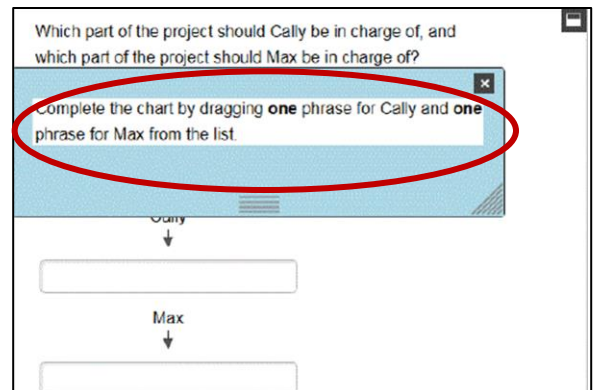 Which part of the project should Cally be in charge of, and
which part of the project should Max be in charge of?
Complete the chart by dragging one phrase for Cally and one
phrase for Max from the list.
Cally
Max